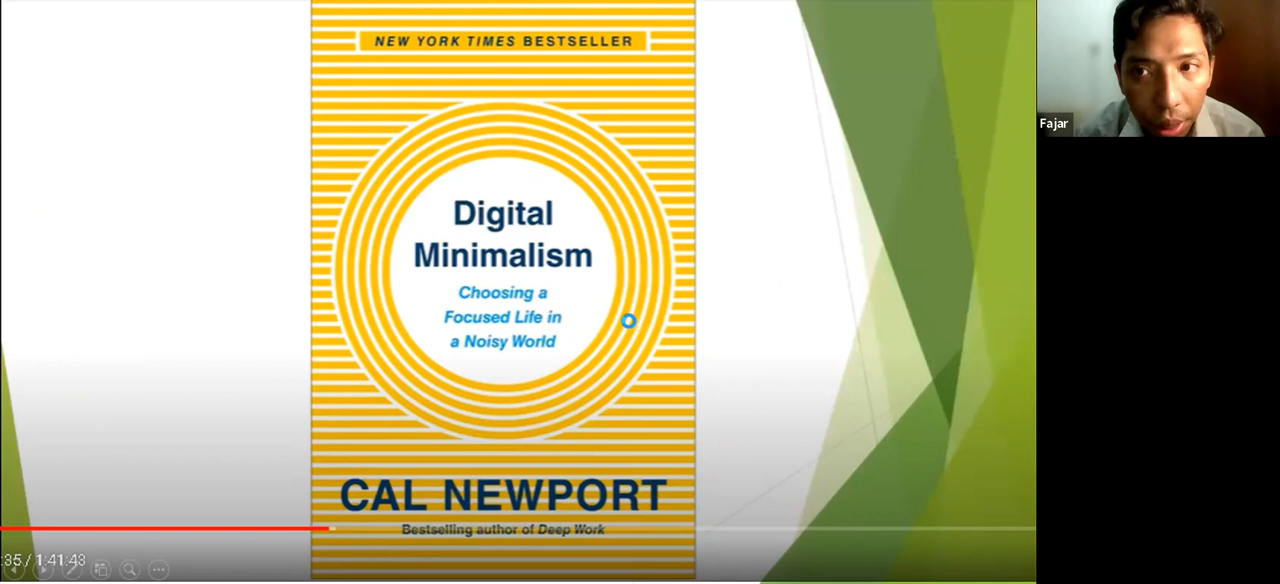 NEW YORK TIMES BESTSELLER
Digital
Minimalism
Choosing a
Focused Life in
a Noisy World
CAL NEWPORT
Bestselling author of Deep Work
:35 / 1:41:43
Fajar